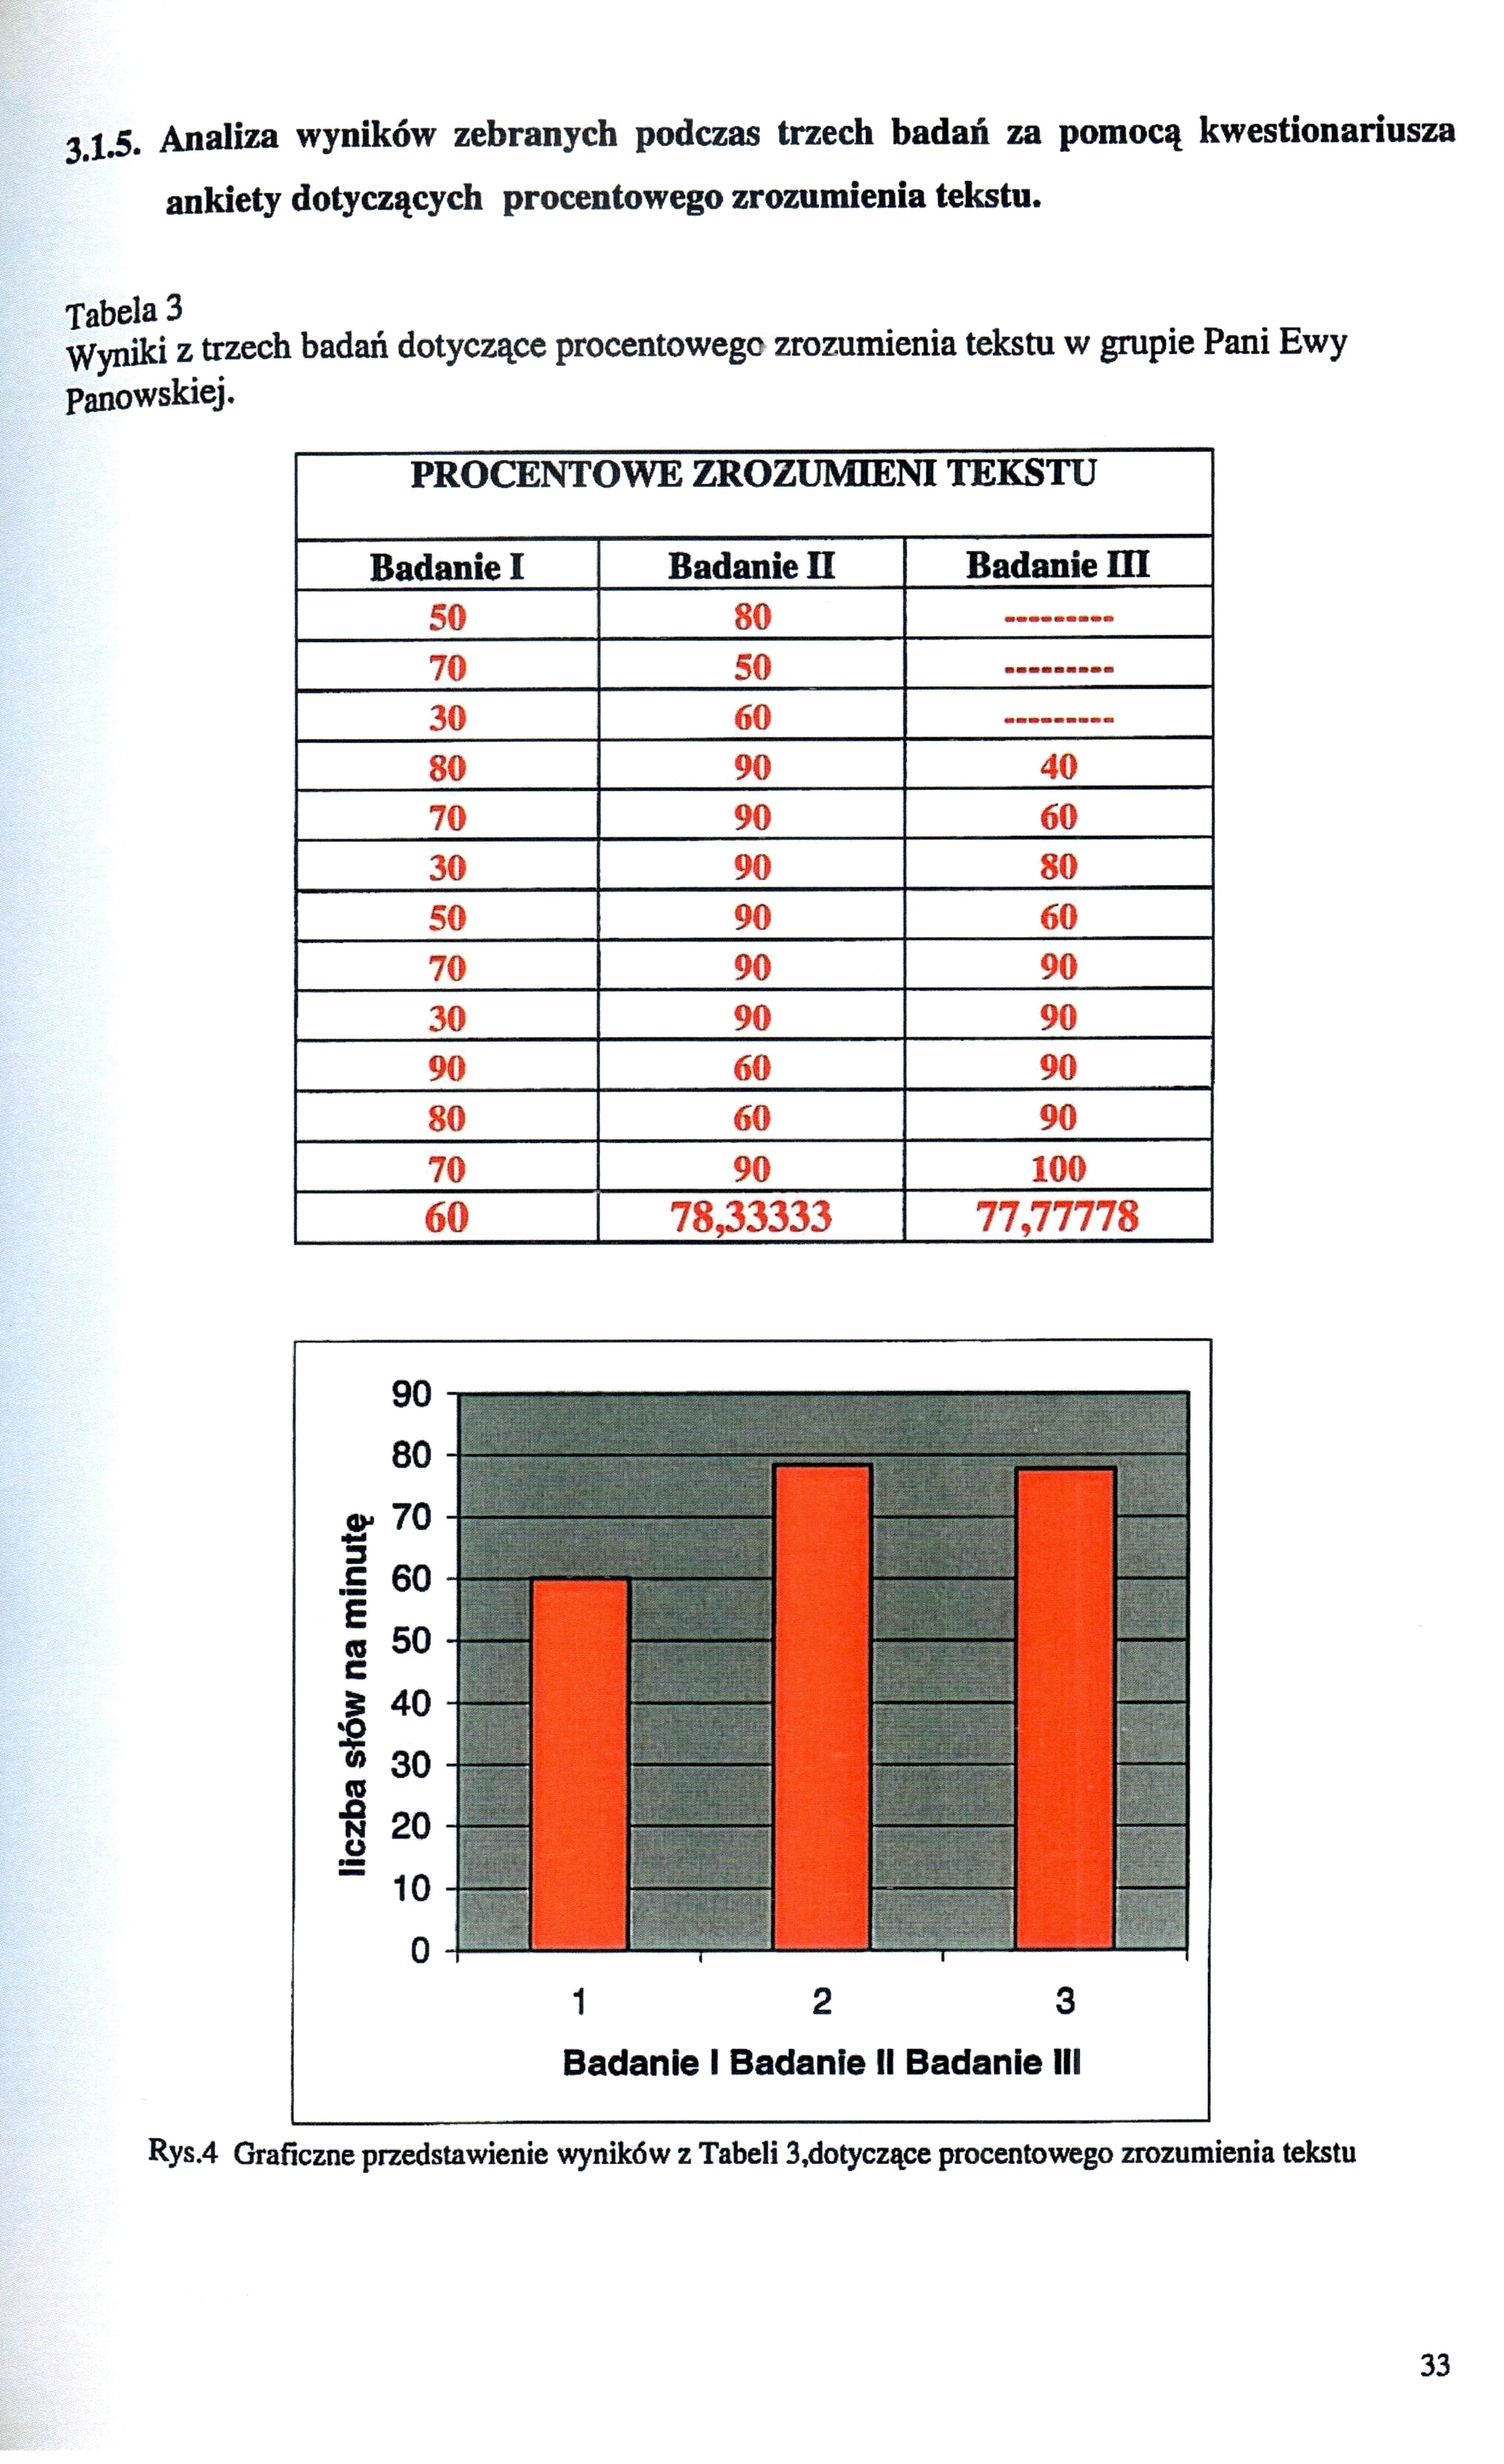 3.1.5. Analiza wyników zebranych podczas trzech badań za pomocą kwestionariusza
ankiety dotyczących procentowego zrozumienia tekstu.
Tabela 3
Wyniki z trzech badań dotyczące procentowego zrozumienia tekstu w grupie Pani Ewy
Panowskiej.
PROCENTOWE ZROZUMIENI TEKSTU
Badanie I Badanie II Badanie III
50 80 ---------
70 50 ---------
30 60 ---------
80 90 40
70 90 60
30 90 80
50 90 60
70 90 90
30 90 90
90 60 90
80 60 90
70 90 100
60 78,33333 77,77778
liczba słów na minutę
90
80
70
60
50
40
30
20
10
0
1 2 3
Badanie I Badanie II Badanie III
Rys.4 Graficzne przedstawienie wyników z Tabeli 3,dotyczące procentowego zrozumienia tekstu
33